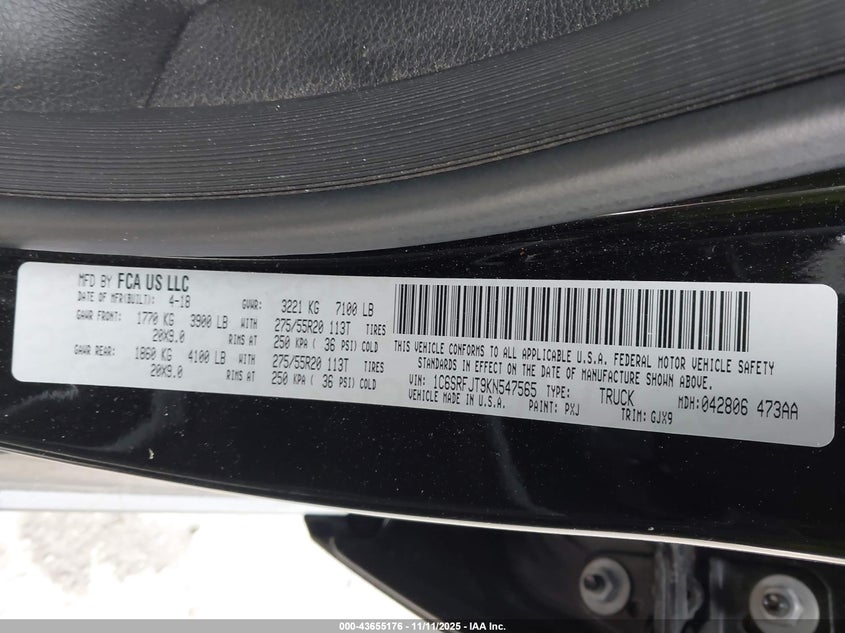 MFD BY FCA US LLC
DATE OF MFR(BUILT): 4-18 GVWR: 3221 KG 7100 LB
GAWR FRONT: 1770 KG 3900 LB WITH 275/55R20 113T TIRES
20X9.0 RIMS AT 250 KPA ( 36 PSI) COLD
GAWR REAR: 1860 KG 4100 LB WITH 275/55R20 113T TIRES
20X9.0 RIMS AT 250 KPA ( 36 PSI) COLD
THIS VEHICLE CONFORMS TO ALL APPLICABLE U.S.A. FEDERAL MOTOR VEHICLE SAFETY
STANDARDS IN EFFECT ON THE DATE OF MANUFACTURE SHOWN ABOVE.
VIN: 1C6SRFJT9KN547565 TYPE: TRUCK MDH: 042806 473AA
VEHICLE MADE IN U.S.A. PAINT: PXJ TRIM: GJX9
000-43655176 - 11/11/2025 - IAA Inc.